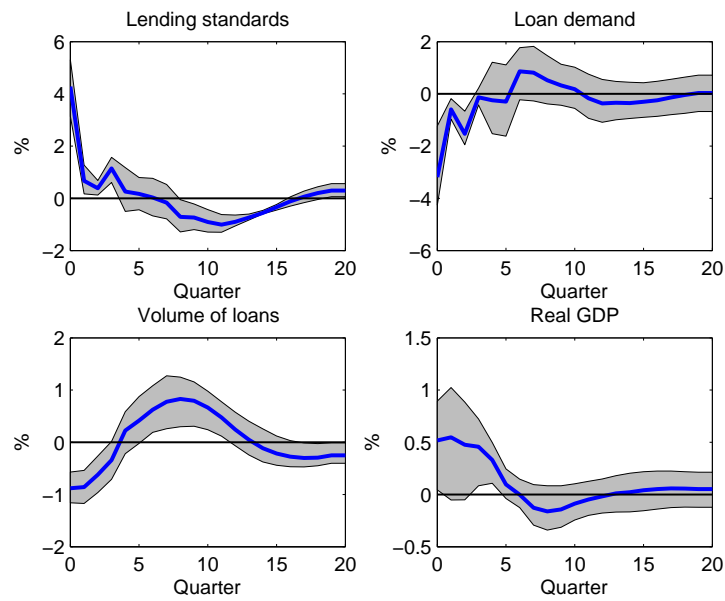 Lending standards
6
4
2
0
−2
%
0 5 10 15 20
Quarter
Loan demand
2
0
−2
−4
−6
%
0 5 10 15 20
Quarter
Volume of loans
2
1
0
−1
−2
%
0 5 10 15 20
Quarter
Real GDP
1.5
1
0.5
0
−0.5
%
0 5 10 15 20
Quarter